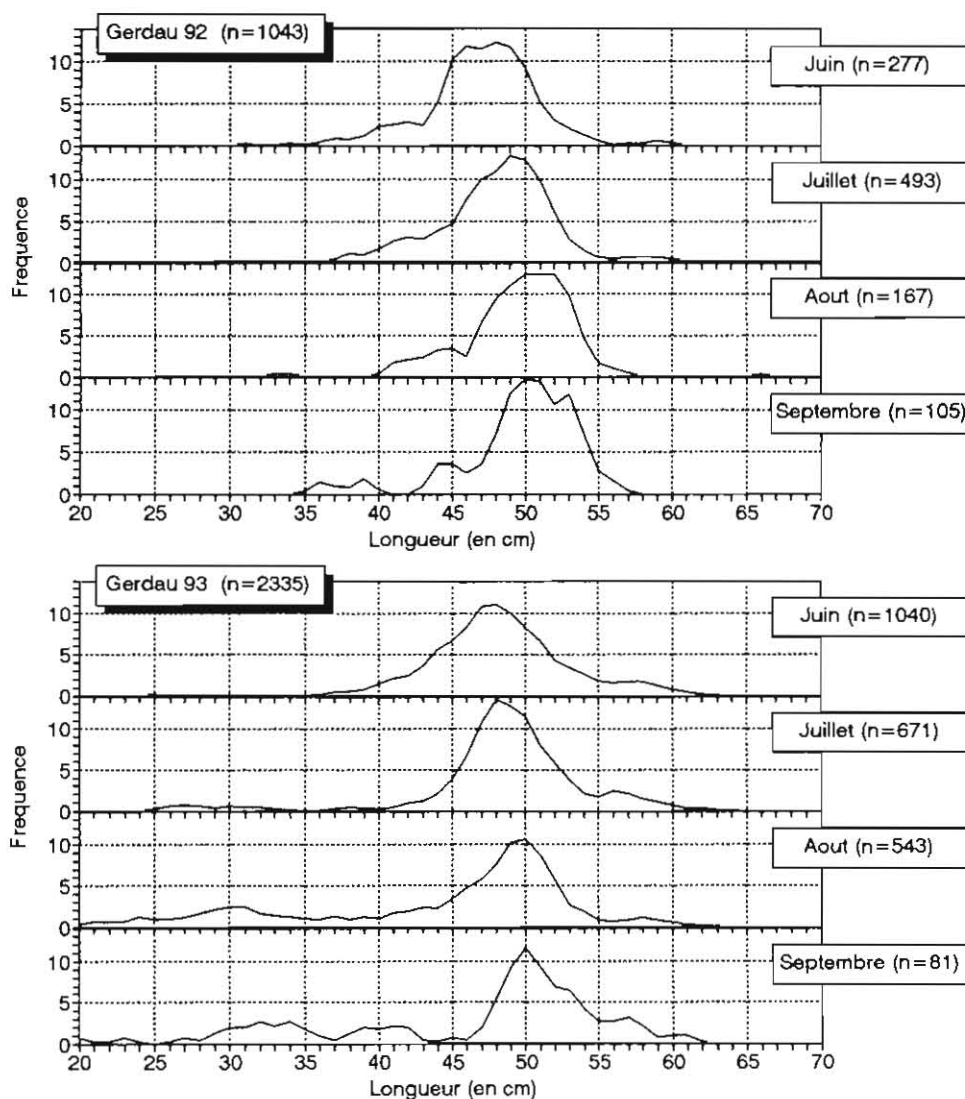 Gerdau 92 (n=1043)
Juin (n=277)
10
5
0
Juillet (n=493)
10
5
0
Frequence
Aout (n=167)
10
5
0
Septembre (n=105)
10
5
0
20 25 30 35 40 45 50 55 60 65 70
Longueur (en cm)
Gerdau 93 (n=2335)
Juin (n=1040)
10
5
0
Juillet (n=671)
10
5
0
Frequence
Aout (n=543)
10
5
0
Septembre (n=81)
10
5
0
20 25 30 35 40 45 50 55 60 65 70
Longueur (en cm)